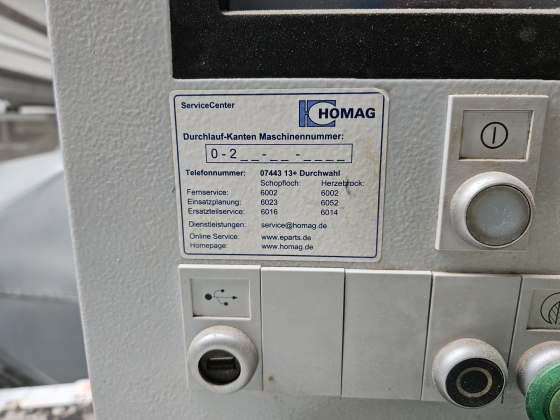 ServiceCenter
HOMAG
Durchlauf-Kanten Maschinennummer:
0-2__-__-____
Telefonnummer: 07443 13+ Durchwahl
Schopfloch: Herzebrock:
Fernservice: 6002 6002
Einsatzplanung: 6023 6052
Ersatzteilservice: 6016 6014
Dienstleistungen: service@homag.de
Online Service: www.eparts.de
Homepage: www.homag.de